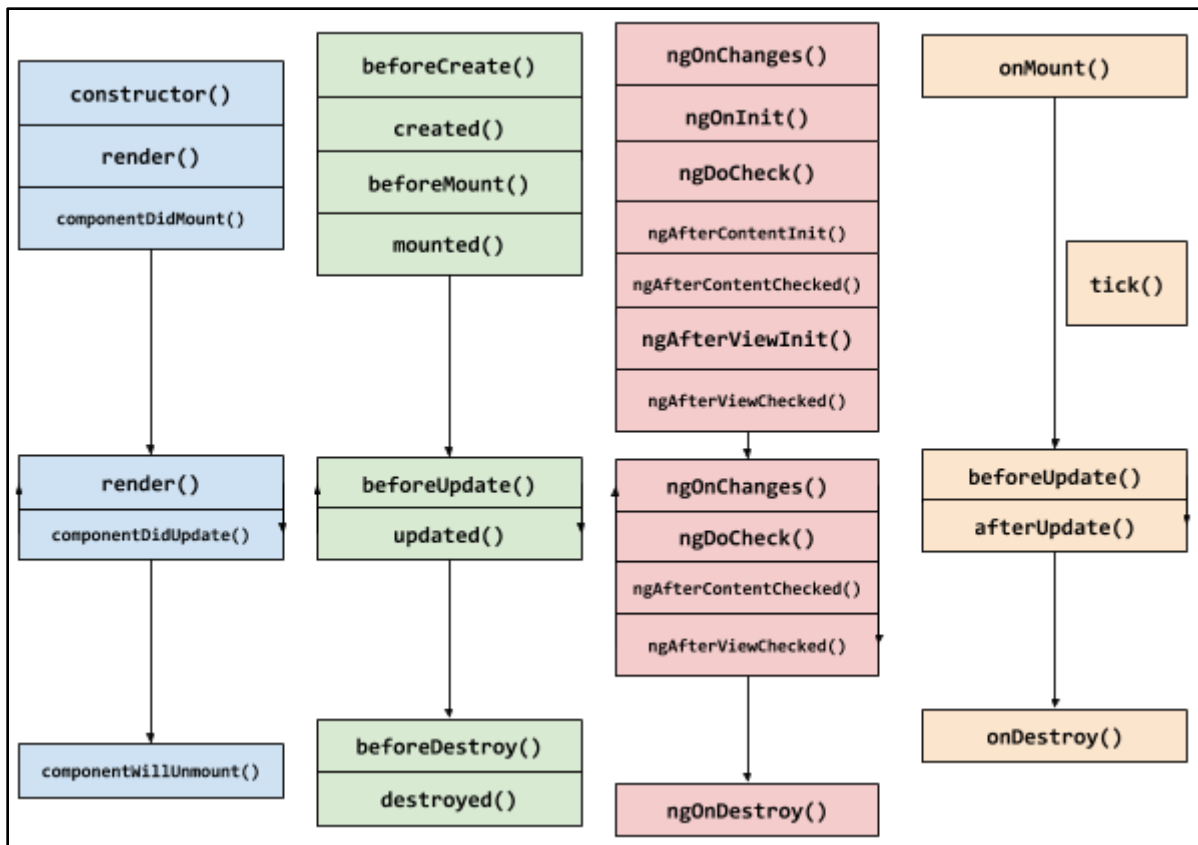 constructor()
render()
componentDidMount()
render()
componentDidUpdate()
componentWillUnmount()
beforeCreate()
created()
beforeMount()
mounted()
beforeUpdate()
updated()
beforeDestroy()
destroyed()
ngOnChanges()
ngOnInit()
ngDoCheck()
ngAfterContentInit()
ngAfterContentChecked()
ngAfterViewInit()
ngAfterViewChecked()
ngOnChanges()
ngDoCheck()
ngAfterContentChecked()
ngAfterViewChecked()
ngOnDestroy()
onMount()
tick()
beforeUpdate()
afterUpdate()
onDestroy()